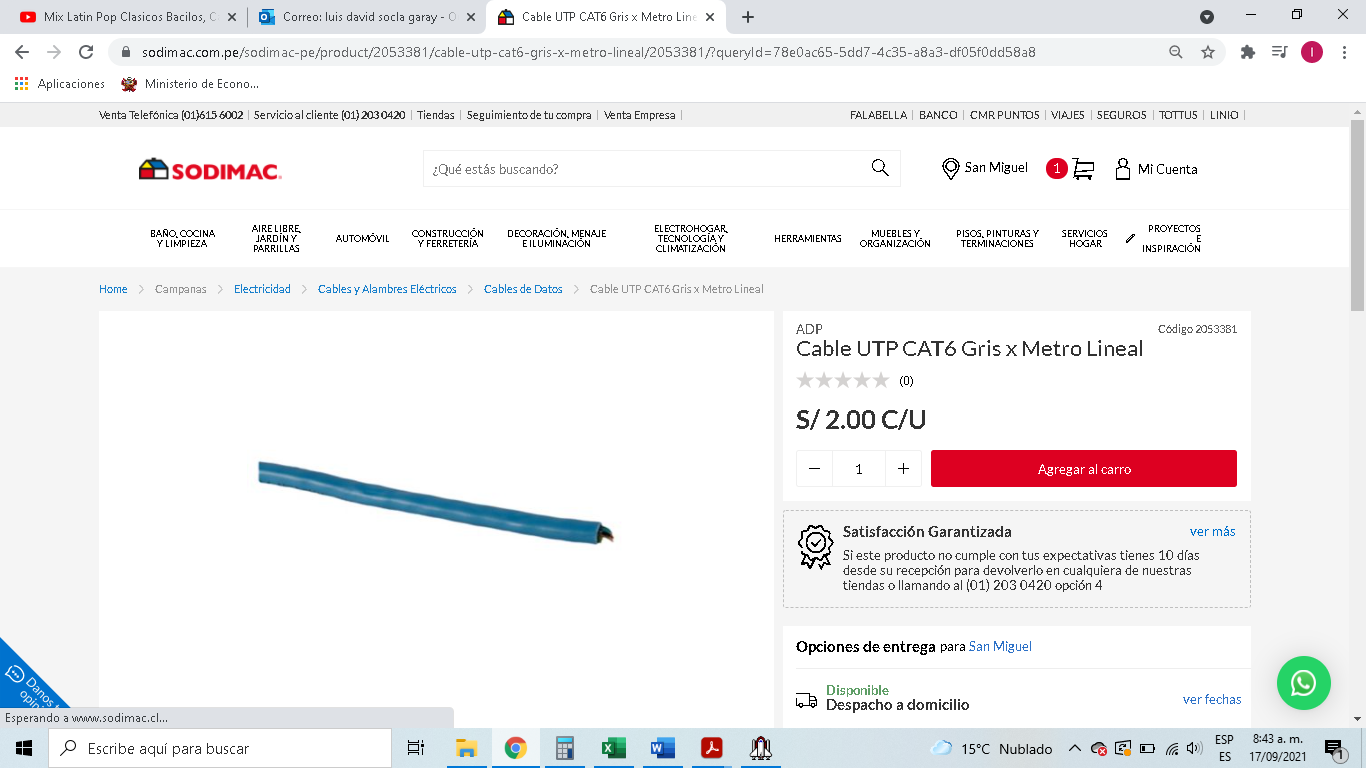 Mix Latin Pop Clasicos Bacilos, C
Correo: luis david socla garay - O
Cable UTP CAT6 Gris x Metro Line
sodimac.com.pe/sodimac-pe/product/2053381/cable-utp-cat6-gris-x-metro-lineal/2053381/?queryId=78e0ac65-5dd7-4c35-a8a3-df05f0dd58a8
I
Aplicaciones
Ministerio de Econo...
Venta Telefónica (01)615 6002
Servicio al cliente (01) 203 0420
Tiendas
Seguimiento de tu compra
Venta Empresa
FALABELLA
BANCO
CMR PUNTOS
VIAJES
SEGUROS
TOTTUS
LINIO
SODIMAC
¿Qué estás buscando?
San Miguel
1
Mi Cuenta
BAÑO, COCINA
Y LIMPIEZA
AIRE LIBRE,
JARDÍN Y
PARRILLAS
AUTOMÓVIL
CONSTRUCCIÓN
Y FERRETERÍA
DECORACIÓN, MENAJE
E ILUMINACIÓN
ELECTROHOGAR,
TECNOLOGÍA Y
CLIMATIZACIÓN
HERRAMIENTAS
MUEBLES Y
ORGANIZACIÓN
PISOS, PINTURAS Y
TERMINACIONES
SERVICIOS
HOGAR
PROYECTOS
E
INSPIRACIÓN
Home
Campanas
Electricidad
Cables y Alambres Eléctricos
Cables de Datos
Cable UTP CAT6 Gris x Metro Lineal
ADP
Código 2053381
Cable UTP CAT6 Gris x Metro Lineal
(0)
S/ 2.00 C/U
1
Agregar al carro
Satisfacción Garantizada
ver más
Si este producto no cumple con tus expectativas tienes 10 días
desde su recepción para devolverlo en cualquiera de nuestras
tiendas o llamando al (01) 203 0420 opción 4
Opciones de entrega para San Miguel
Disponible
Despacho a domicilio
ver fechas
Danos
opin
Esperando a www.sodimac.cl...
Escribe aquí para buscar
15°C Nublado
ESP
ES
8:43 a. m.
17/09/2021
1